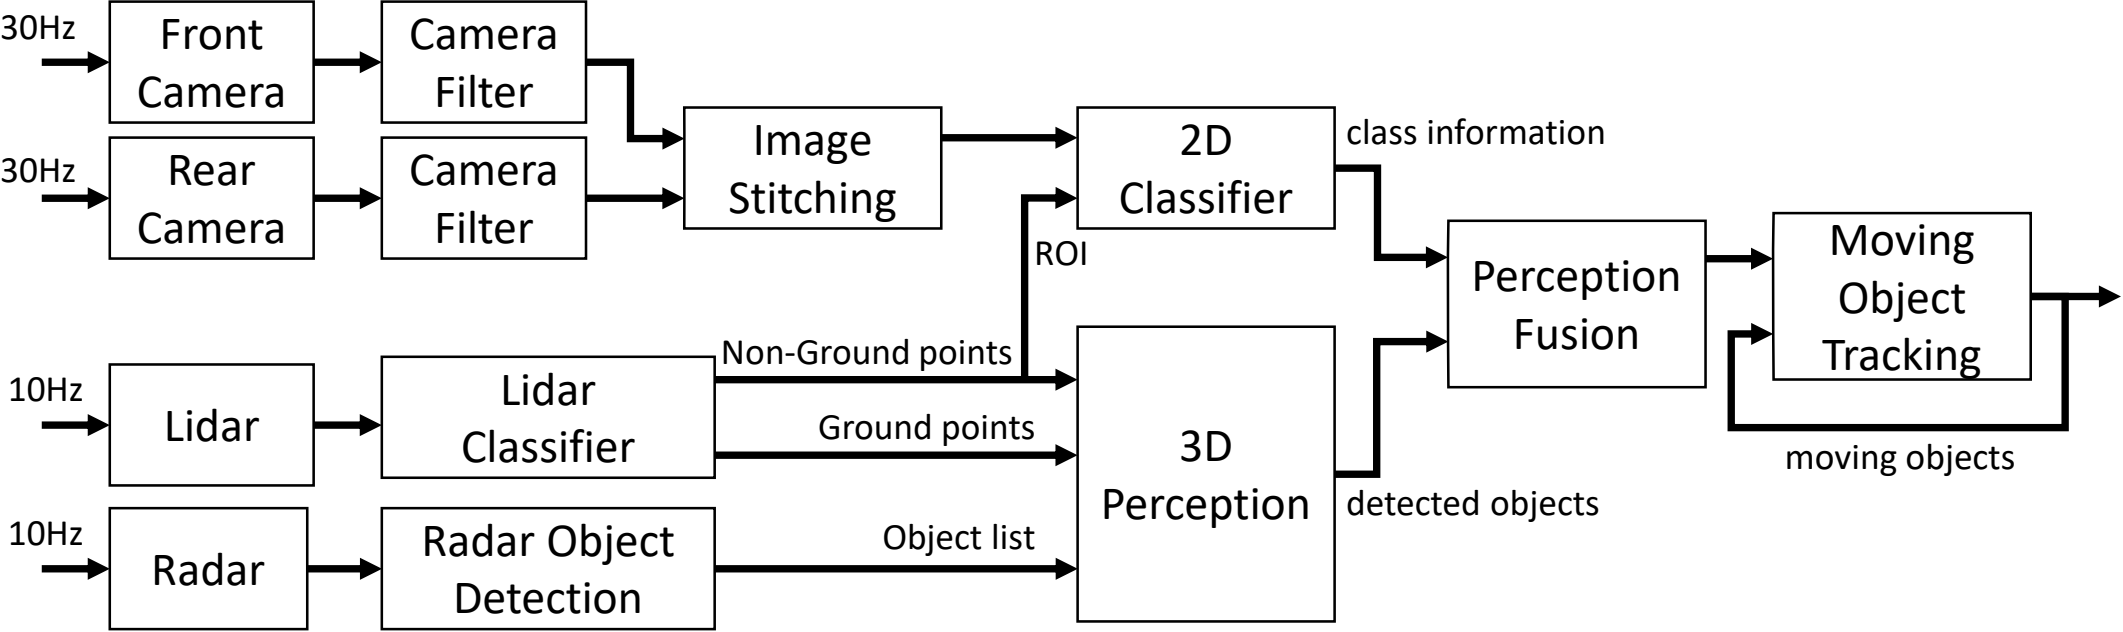 30Hz
Front
Camera
Camera
Filter
30Hz
Rear
Camera
Camera
Filter
Image
Stitching
2D
Classifier
class information
ROI
Perception
Fusion
Moving
Object
Tracking
moving objects
10Hz
Lidar
Lidar
Classifier
Non-Ground points
Ground points
10Hz
Radar
Radar Object
Detection
Object list
3D
Perception
detected objects